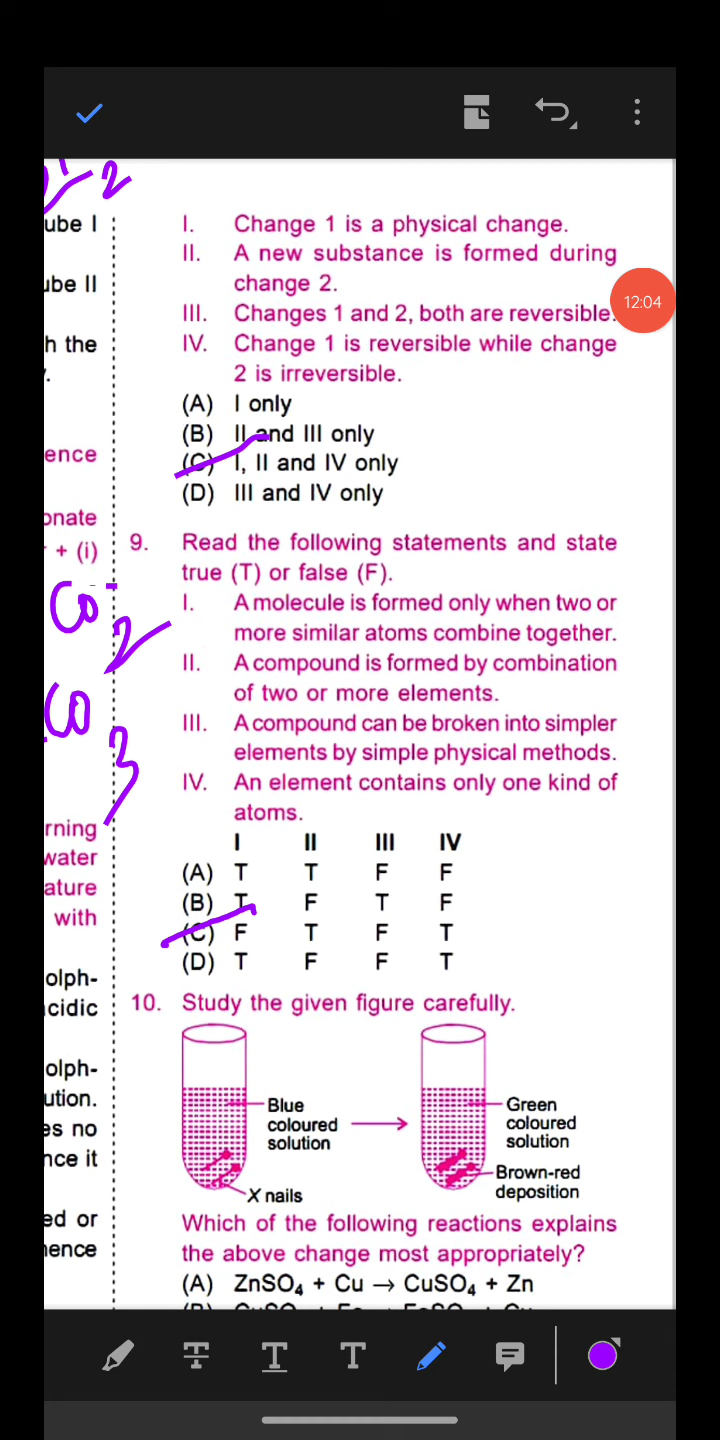 2
ube I
ube II
h the
.
ence
onate
+ (i)
CO2
CO3
rning
water
ature
with
olph-
cidic
olph-
ution.
es no
nce it
ed or
hence
I. Change 1 is a physical change.
II. A new substance is formed during
change 2.
III. Changes 1 and 2, both are reversible.
12:04
IV. Change 1 is reversible while change
2 is irreversible.
(A) I only
(B) II and III only
(C) I, II and IV only
(D) III and IV only
9. Read the following statements and state
true (T) or false (F).
I. A molecule is formed only when two or
more similar atoms combine together.
II. A compound is formed by combination
of two or more elements.
III. A compound can be broken into simpler
elements by simple physical methods.
IV. An element contains only one kind of
atoms.
I II III IV
(A) T T F F
(B) T F T F
(C) F T F T
(D) T F F T
10. Study the given figure carefully.
Blue
coloured
solution
X nails
Green
coloured
solution
Brown-red
deposition
Which of the following reactions explains
the above change most appropriately?
(A) ZnSO₄ + Cu → CuSO₄ + Zn